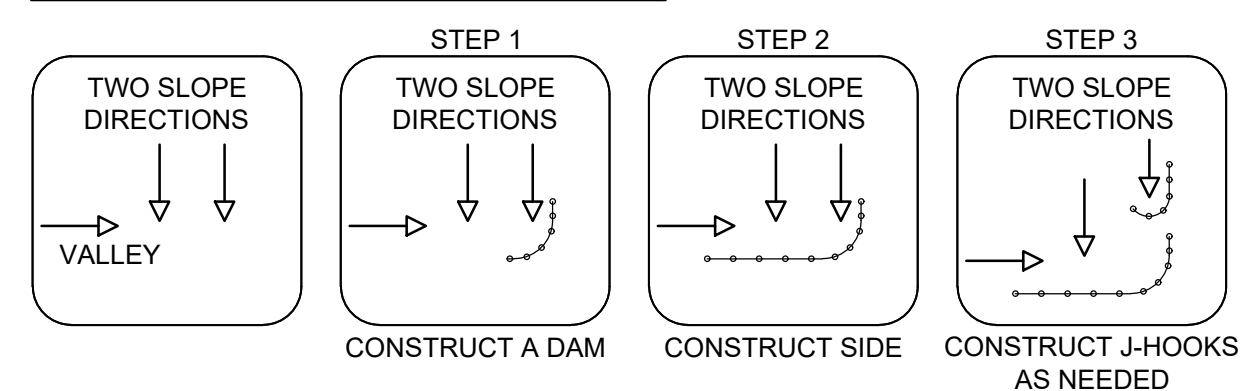 TWO SLOPE
DIRECTIONS
VALLEY
STEP 1
TWO SLOPE
DIRECTIONS
CONSTRUCT A DAM
STEP 2
TWO SLOPE
DIRECTIONS
CONSTRUCT SIDE
STEP 3
TWO SLOPE
DIRECTIONS
CONSTRUCT J-HOOKS
AS NEEDED